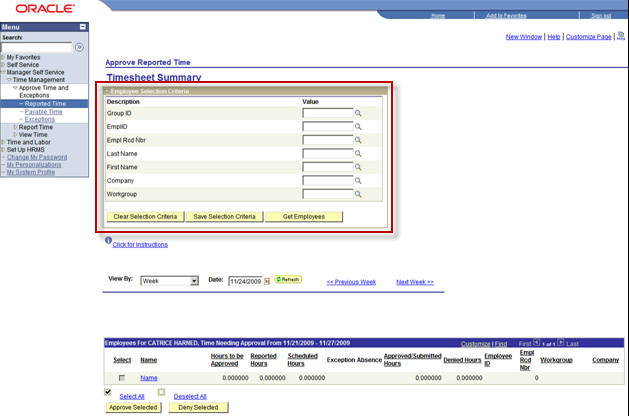 ORACLE
Home Add to Favorites Sign out
Menu
Search:
New Window | Help | Customize Page |
My Favorites
Self Service
Manager Self Service
Time Management
Approve Time and
Exceptions
Reported Time
Payable Time
Exceptions
Report Time
View Time
Time and Labor
Set Up HRMS
Change My Password
My Personalizations
My System Profile
Approve Reported Time
Timesheet Summary
Employee Selection Criteria
Description Value
Group ID
EmplID
Empl Rcd Nbr
Last Name
First Name
Company
Workgroup
Clear Selection Criteria Save Selection Criteria Get Employees
Click for Instructions
View By: Week Date: 11/24/2009 Refresh << Previous Week Next Week >>
Employees For CATRICE HARNED, Time Needing Approval From 11/21/2009 - 11/27/2009 Customize | Find First 1 of 1 Last
Select Name Hours to be Approved Reported Hours Scheduled Hours Exception Absence Approved/Submitted Hours Denied Hours Employee ID Empl Rcd Nbr Workgroup Company
Name 0.000000 0.000000 0.000000 0.000000 0.000000 0
Select All Deselect All
Approve Selected Deny Selected